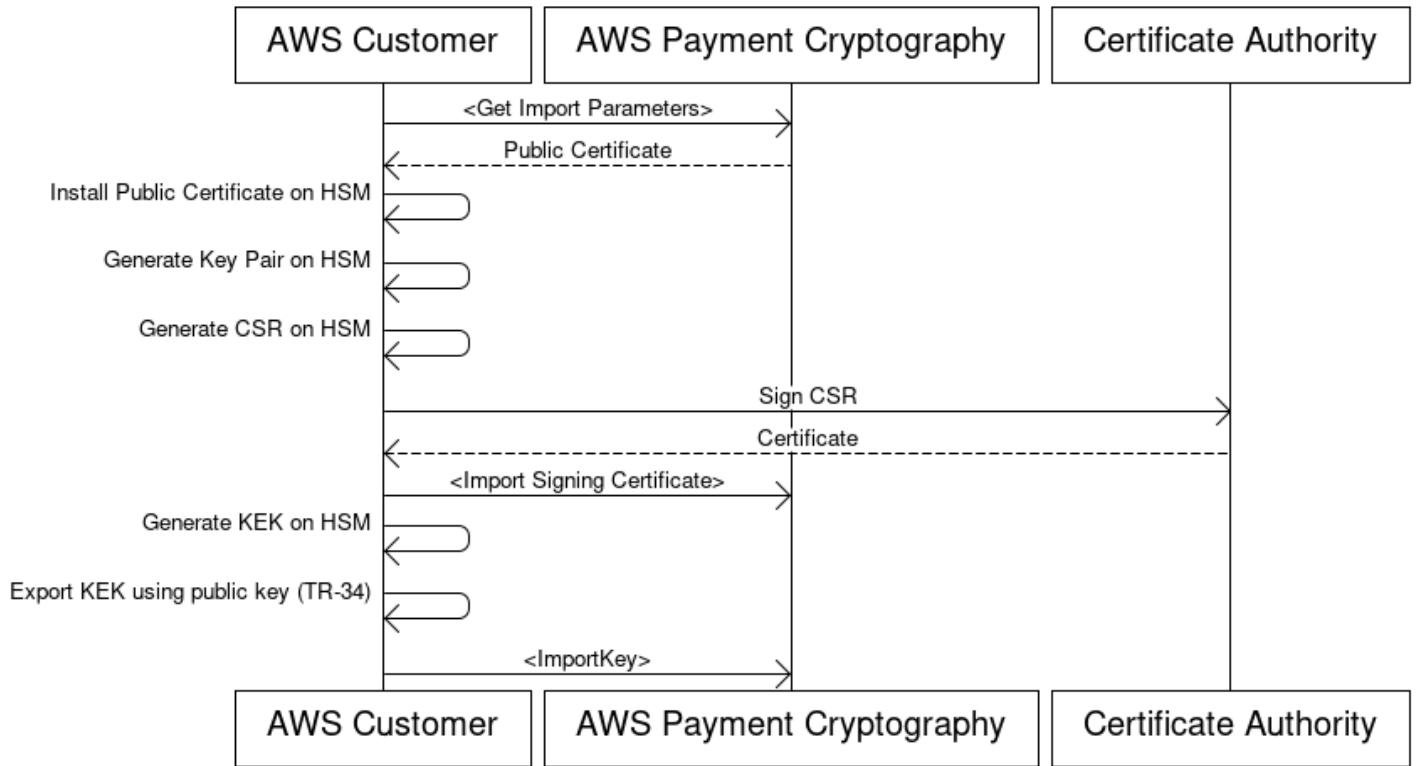 AWS Customer
AWS Payment Cryptography
Certificate Authority
<Get Import Parameters>
Public Certificate
Install Public Certificate on HSM
Generate Key Pair on HSM
Generate CSR on HSM
Sign CSR
Certificate
<Import Signing Certificate>
Generate KEK on HSM
Export KEK using public key (TR-34)
<ImportKey>
AWS Customer
AWS Payment Cryptography
Certificate Authority